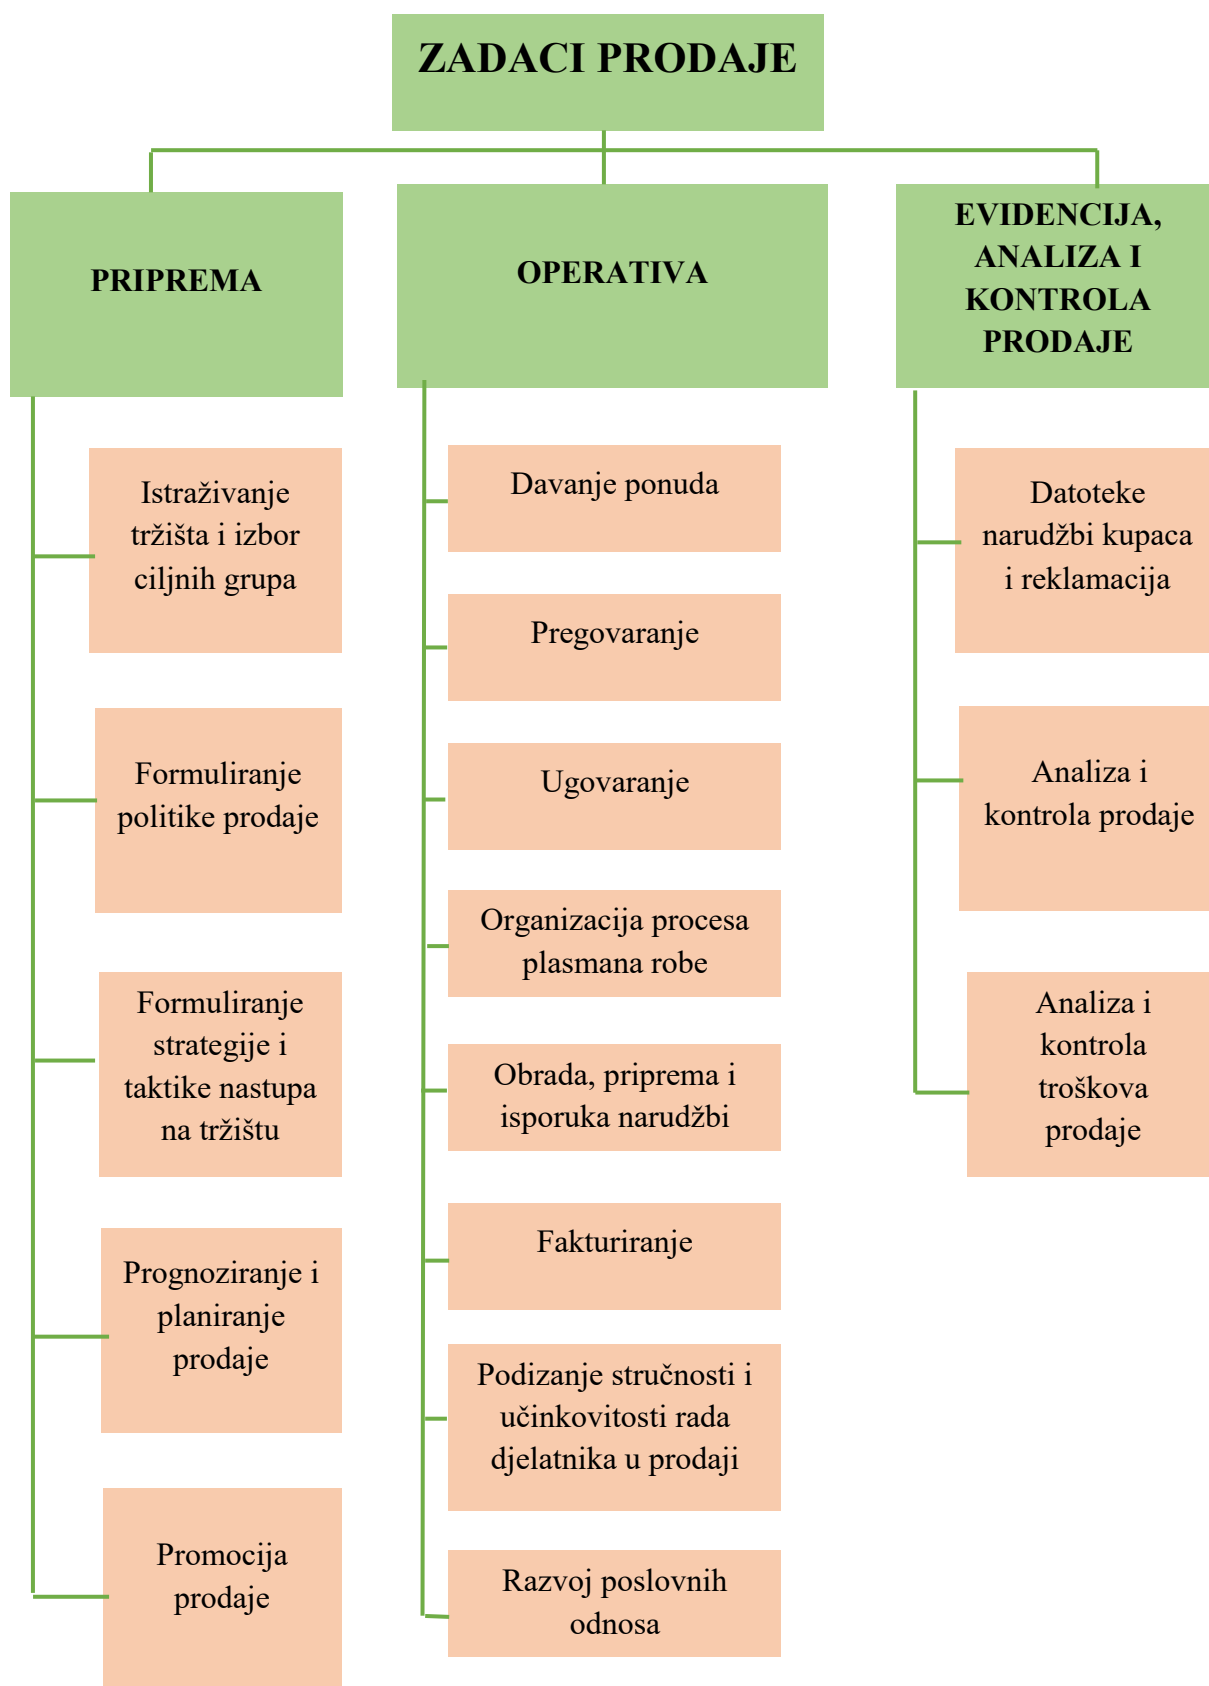 ZADACI PRODAJE
PRIPREMA
Istraživanje
tržišta i izbor
ciljnih grupa
Formuliranje
politike prodaje
Formuliranje
strategije i
taktike nastupa
na tržištu
Prognoziranje i
planiranje
prodaje
Promocija
prodaje
OPERATIVA
Davanje ponuda
Pregovaranje
Ugovaranje
Organizacija procesa
plasmana robe
Obrada, priprema i
isporuka narudžbi
Fakturiranje
Podizanje stručnosti i
učinkovitosti rada
djelatnika u prodaji
Razvoj poslovnih
odnosa
EVIDENCIJA,
ANALIZA I
KONTROLA
PRODAJE
Datoteke
narudžbi kupaca
i reklamacija
Analiza i
kontrola prodaje
Analiza i
kontrola
troškova
prodaje